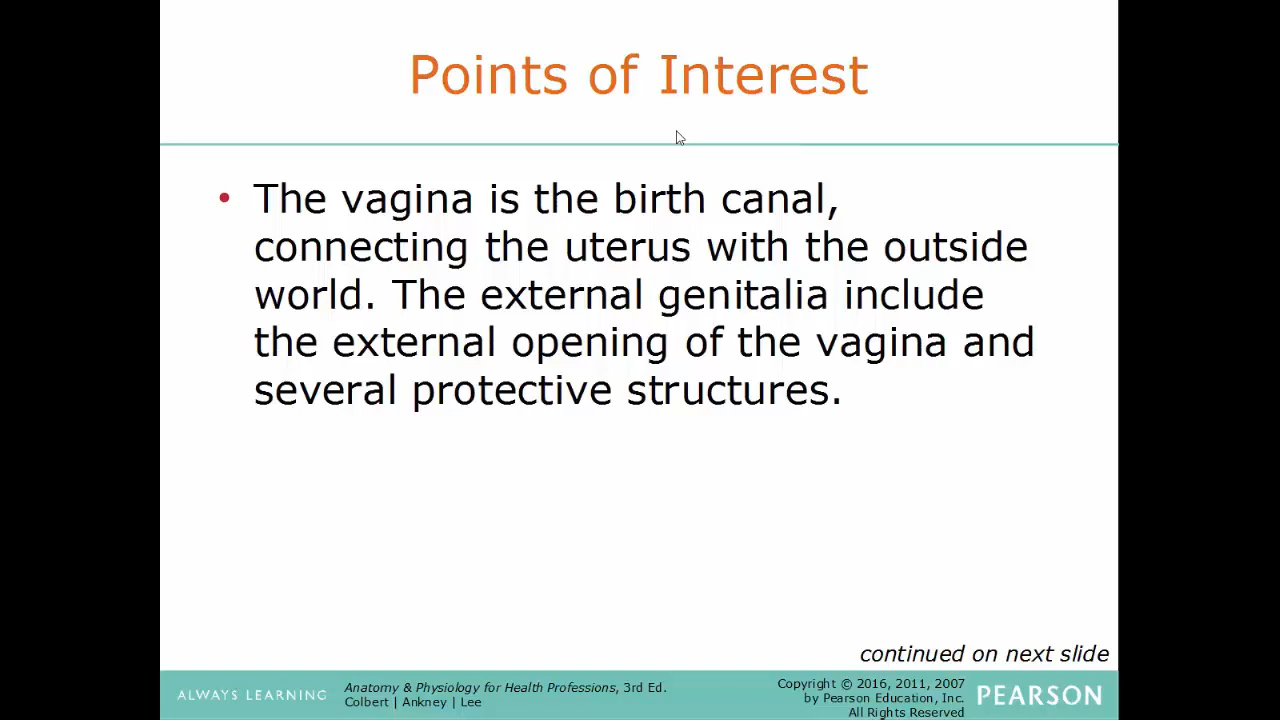 Points of Interest
• The vagina is the birth canal,
connecting the uterus with the outside
world. The external genitalia include
the external opening of the vagina and
several protective structures.
continued on next slide
ALWAYS LEARNING
Anatomy & Physiology for Health Professions, 3rd Ed.
Colbert | Ankney | Lee
Copyright © 2016, 2011, 2007
by Pearson Education, Inc.
All Rights Reserved
PEARSON